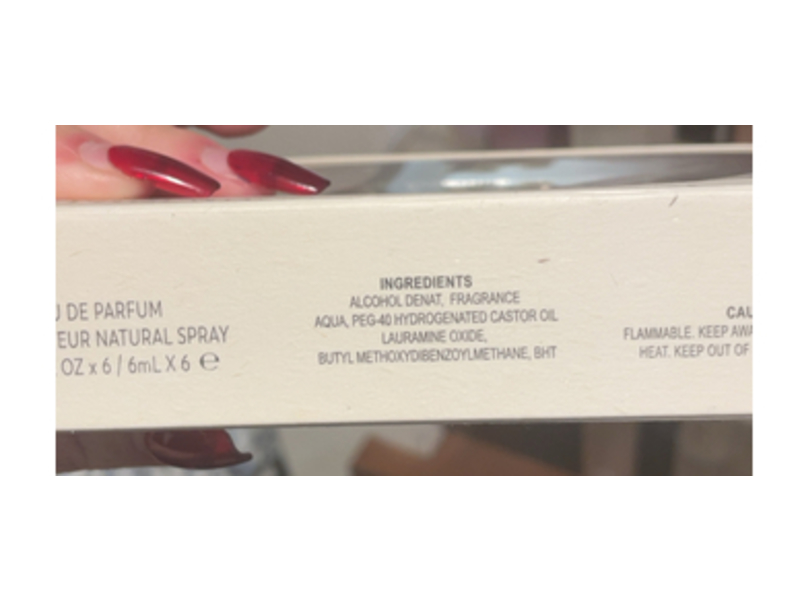 DE PARFUM
EUR NATURAL SPRAY
OZ x 6 / 6mL X 6 ℮
INGREDIENTS
ALCOHOL DENAT, FRAGRANCE
AQUA, PEG-40 HYDROGENATED CASTOR OIL
LAURAMINE OXIDE,
BUTYL METHOXYDIBENZOYLMETHANE, BHT
CAU
FLAMMABLE. KEEP AWA
HEAT. KEEP OUT OF